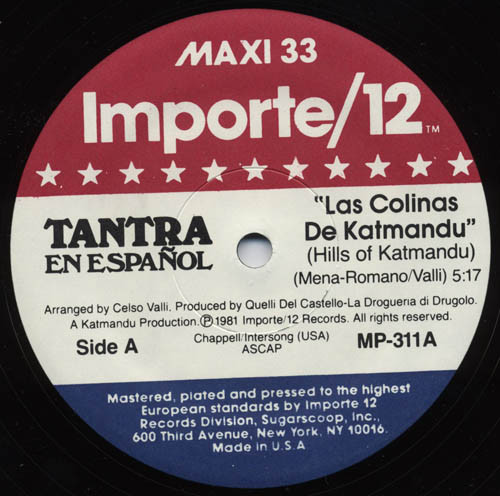 MAXI 33
Importe/12™
TANTRA
EN ESPAÑOL
"Las Colinas
De Katmandu"
(Hills of Katmandu)
(Mena-Romano/Valli) 5:17
Arranged by Celso Valli. Produced by Quelli Del Castello-La Drogueria di Drugolo.
A Katmandu Production. Ⓟ 1981 Importe/12 Records. All rights reserved.
Side A
Chappell/Intersong (USA)
ASCAP
MP-311A
Mastered, plated and pressed to the highest
European standards by Importe 12
Records Division, Sugarscoop, Inc.,
600 Third Avenue, New York, NY 10016.
Made in U.S.A.